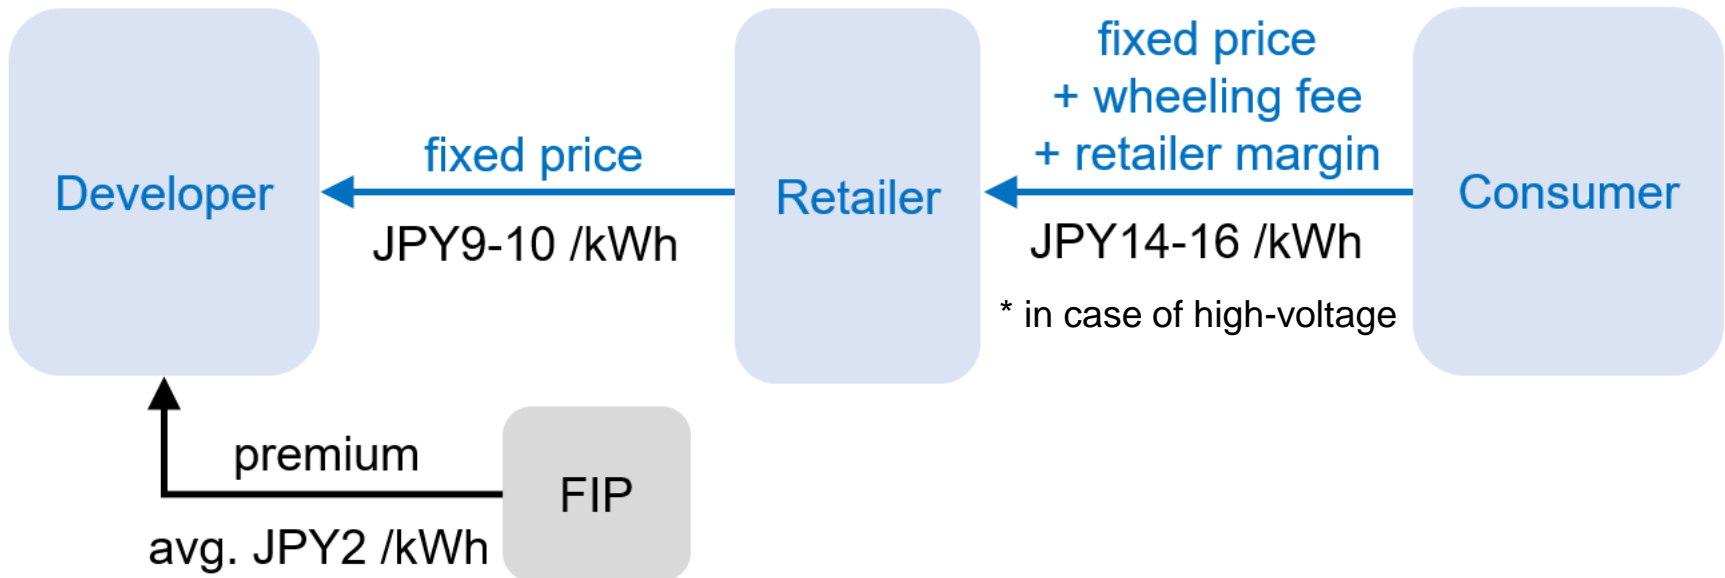 Developer
fixed price
JPY9-10 /kWh
Retailer
fixed price
+ wheeling fee
+ retailer margin
JPY14-16 /kWh
* in case of high-voltage
Consumer
premium
avg. JPY2 /kWh
FIP